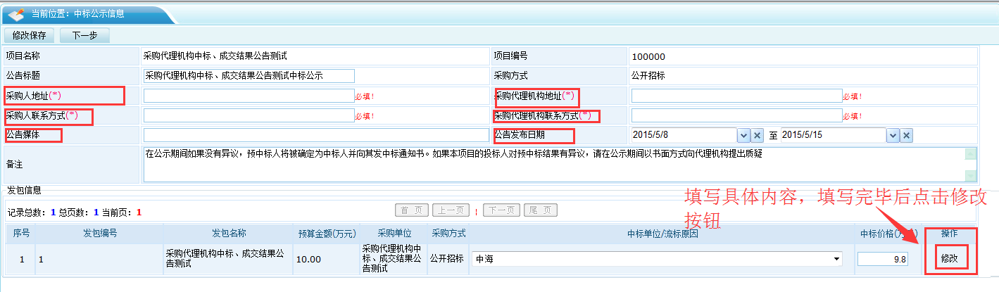 当前位置：中标公示信息
修改保存 下一步
项目名称 采购代理机构中标、成交结果公告测试 项目编号 100000
公告标题 采购代理机构中标、成交结果公告测试中标公示 采购方式 公开招标
采购人地址(*) 必填！ 采购代理机构地址(*) 必填！
采购人联系方式(*) 必填！ 采购代理机构联系方式(*) 必填！
公告媒体 公告发布日期 2015/5/8 至 2015/5/15
备注 在公示期间如果没有异议，预中标人将被确定为中标人并向其发中标通知书。如果本项目的投标人对预中标结果有异议，请在公示期间以书面方式向代理机构提出质疑
发包信息
填写具体内容，填写完毕后点击修改
按钮
记录总数：1 总页数：1 当前页：1 首 页 上一页 ¦ 下一页 尾 页
序号 发包编号 发包名称 预算金额(万元) 采购单位 采购方式 中标单位/流标原因 中标价格(万 操作
1 1 采购代理机构中标、成交结果公
告测试 10.00 采购代理机构中
标、成交结果公
告测试 公开招标 中海 9.8 修改